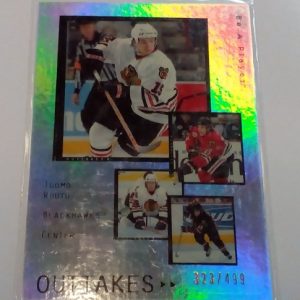 Be A Player
Tuomo
Ruutu
Blackhawks
Center
OUTTAKES
323/499